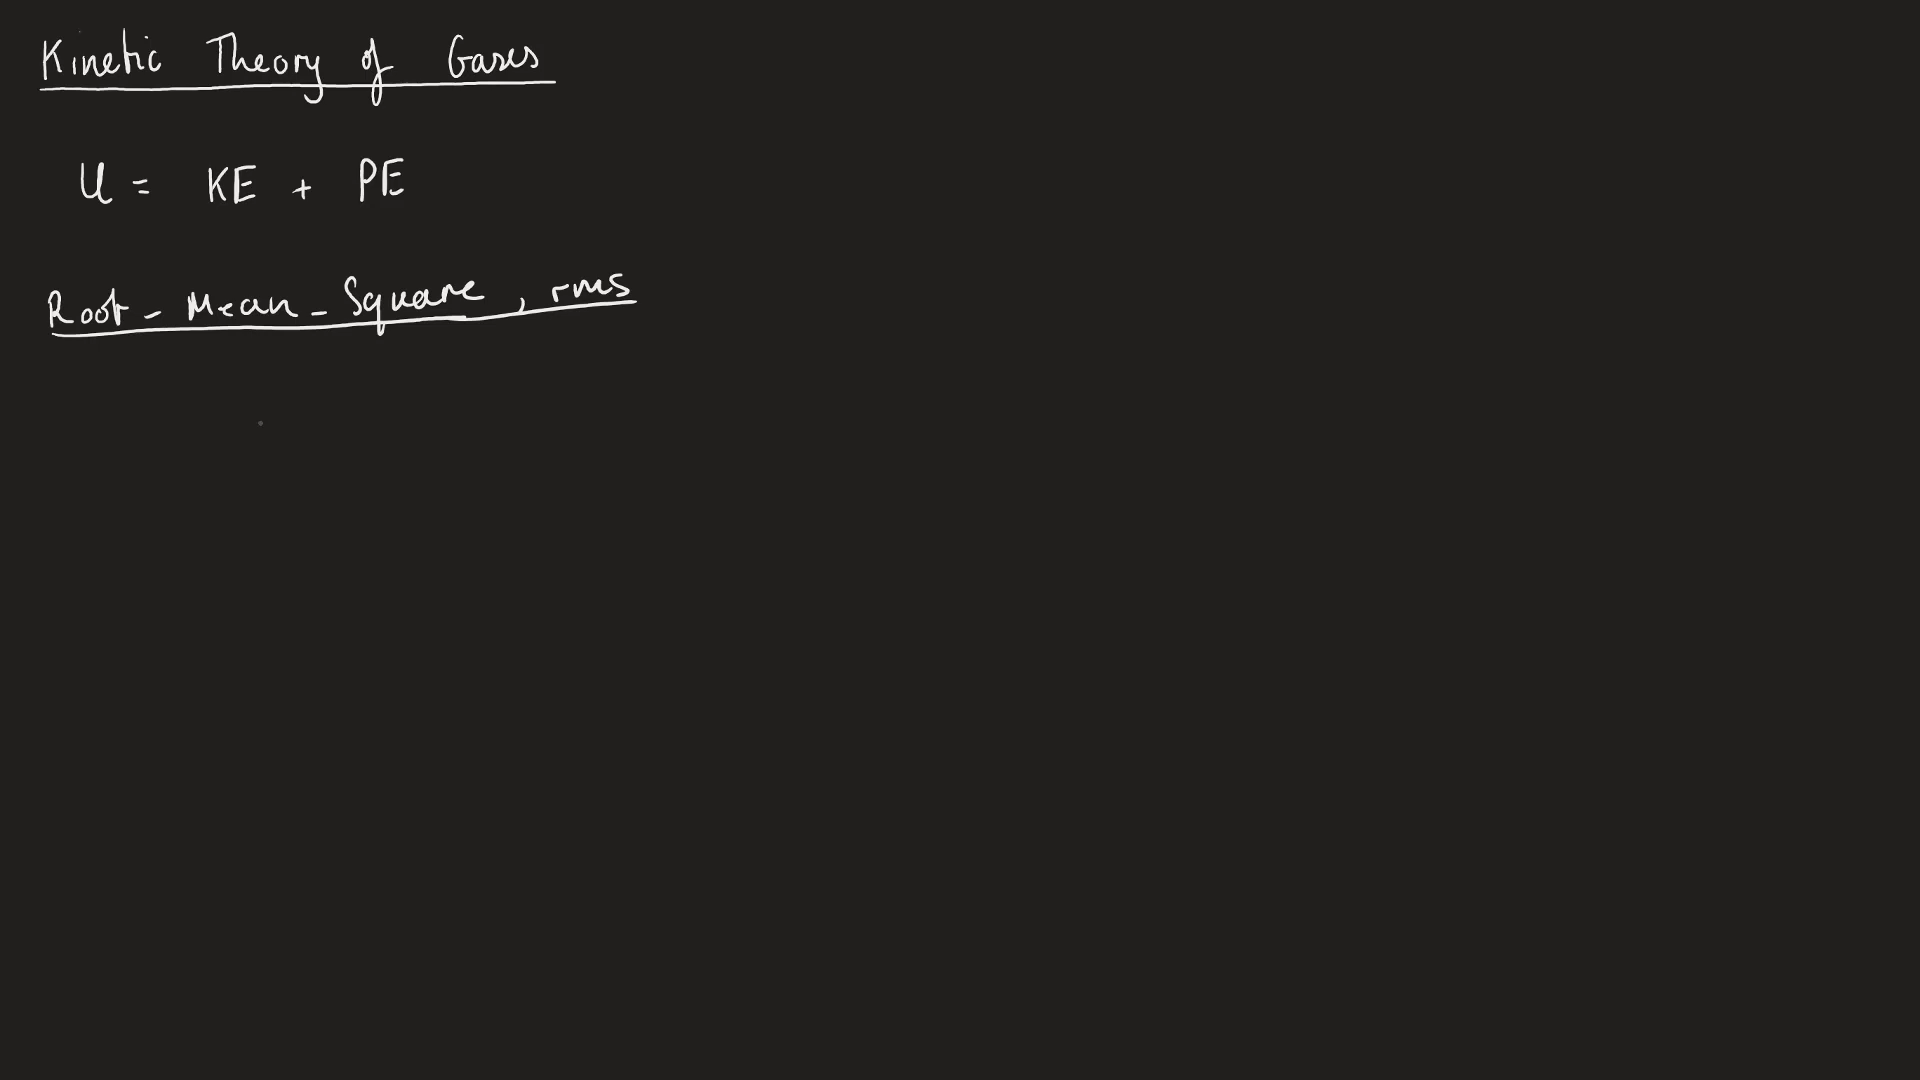 Kinetic Theory of Gases
U = KE + PE
Root - Mean - Square, rms